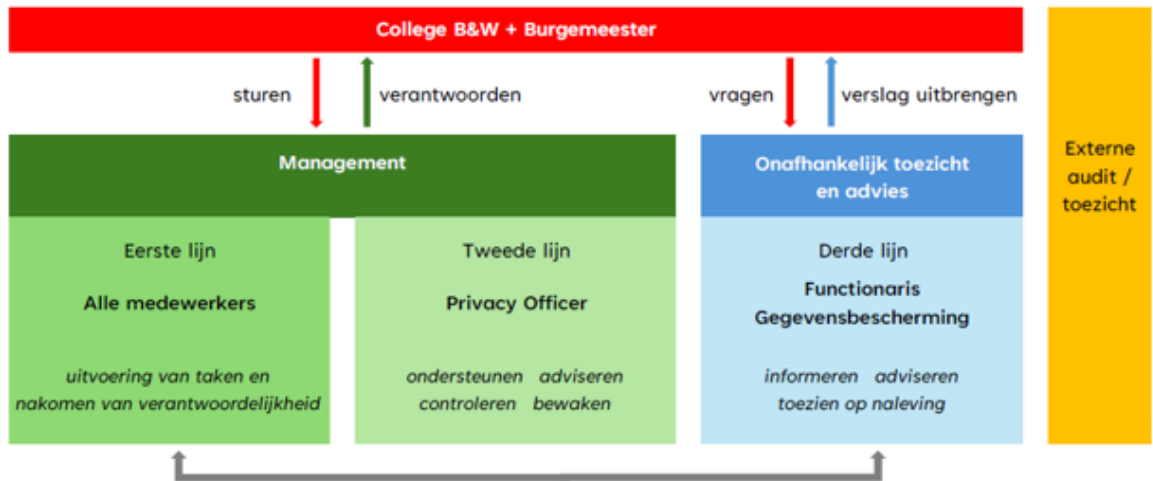 College B&W + Burgemeester
sturen
verantwoorden
vragen
verslag uitbrengen
Management
Onafhankelijk toezicht
en advies
Externe
audit /
toezicht
Eerste lijn
Alle medewerkers
uitvoering van taken en
nakomen van verantwoordelijkheid
Tweede lijn
Privacy Officer
ondersteunen adviseren
controleren bewaken
Derde lijn
Functionaris
Gegevensbescherming
informeren adviseren
toezien op naleving